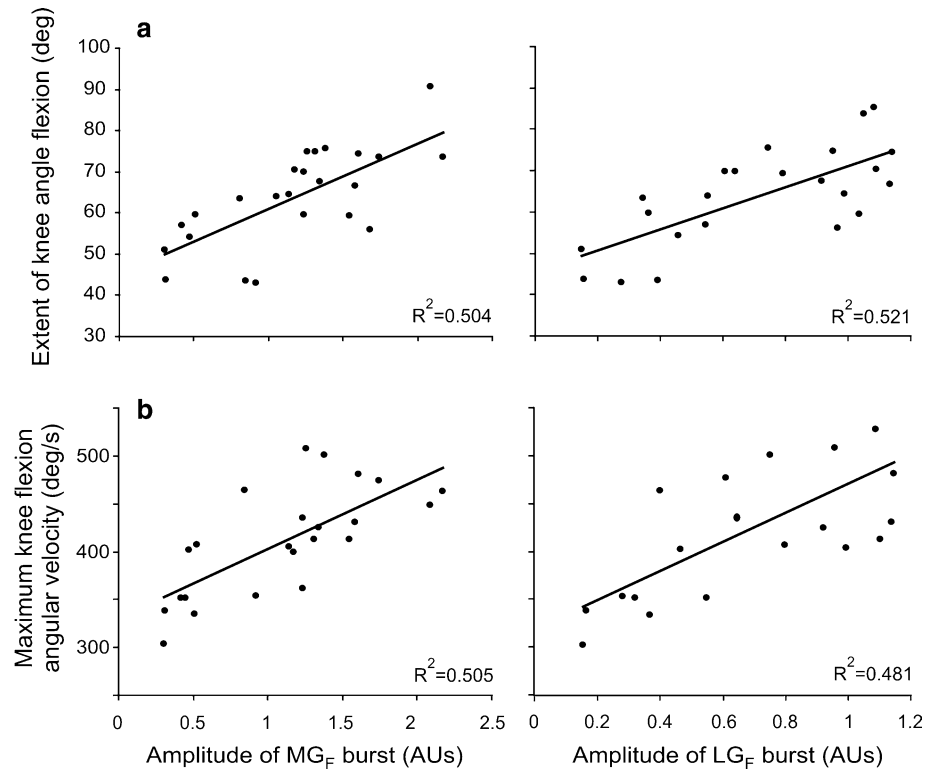 a
Extent of knee angle flexion (deg)
100
90
80
70
60
50
40
30
R²=0.504
R²=0.521
b
Maximum knee flexion
angular velocity (deg/s)
500
400
300
R²=0.505
R²=0.481
0 0.5 1 1.5 2 2.5
0 0.2 0.4 0.6 0.8 1 1.2
Amplitude of MG_F burst (AUs)
Amplitude of LG_F burst (AUs)